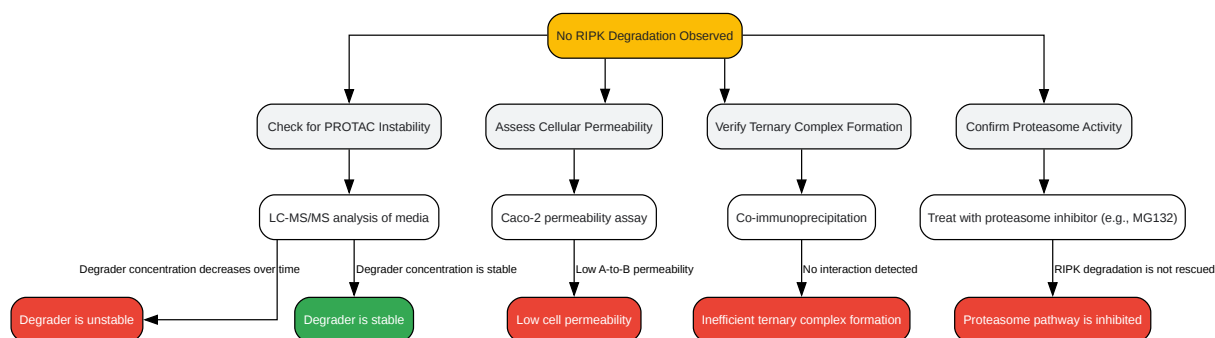 No RIPK Degradation Observed
Check for PROTAC Instability
Assess Cellular Permeability
Verify Ternary Complex Formation
Confirm Proteasome Activity
LC-MS/MS analysis of media
Caco-2 permeability assay
Co-immunoprecipitation
Treat with proteasome inhibitor (e.g., MG132)
Degrader concentration decreases over time
Degrader concentration is stable
Low A-to-B permeability
No interaction detected
RIPK degradation is not rescued
Degrader is unstable
Degrader is stable
Low cell permeability
Inefficient ternary complex formation
Proteasome pathway is inhibited